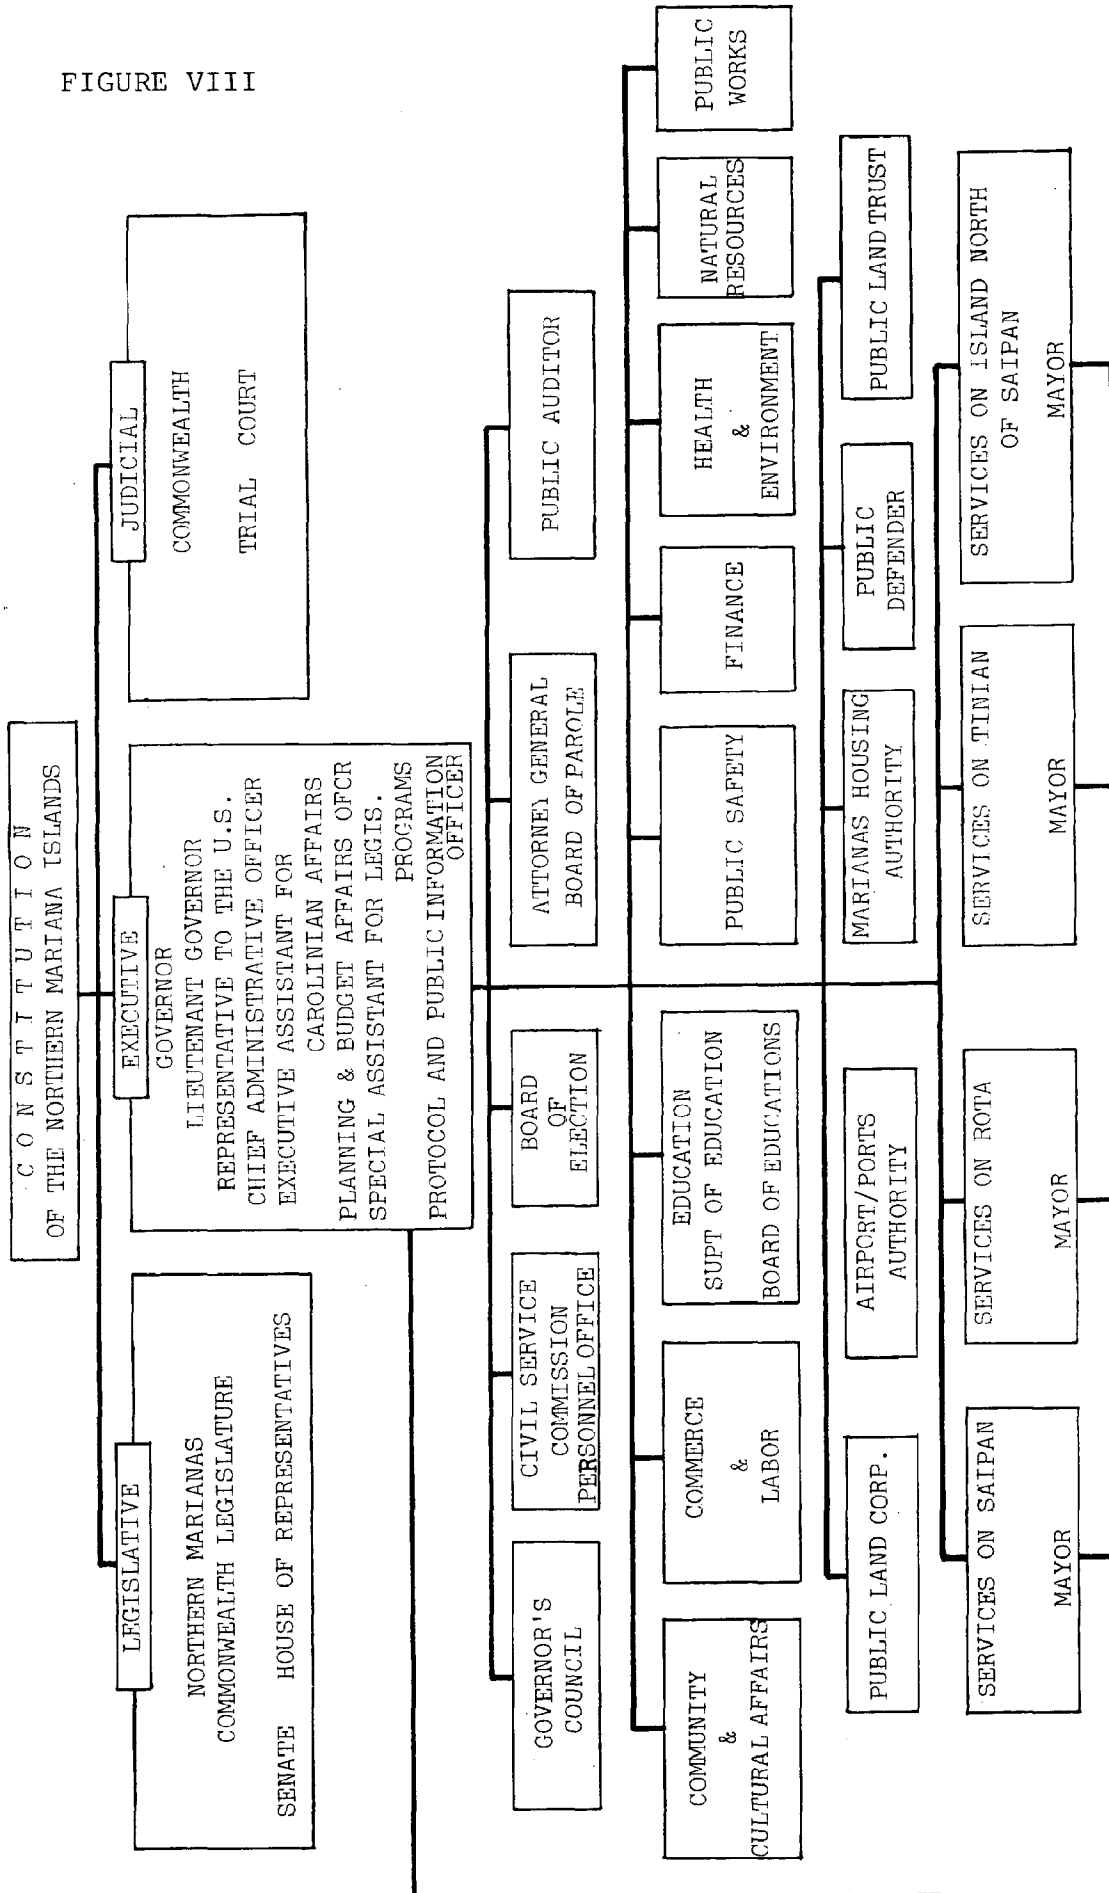 FIGURE VIII
C O N S T I T U T I O N
OF THE NORTHERN MARIANA ISLANDS
LEGISLATIVE
NORTHERN MARIANAS
COMMONWEALTH LEGISLATURE
SENATE HOUSE OF REPRESENTATIVES
EXECUTIVE
GOVERNOR
LIEUTENANT GOVERNOR
REPRESENTATIVE TO THE U.S.
CHIEF ADMINISTRATIVE OFFICER
EXECUTIVE ASSISTANT FOR
CAROLINIAN AFFAIRS
PLANNING & BUDGET AFFAIRS OFCR
SPECIAL ASSISTANT FOR LEGIS.
PROGRAMS
PROTOCOL AND PUBLIC INFORMATION
OFFICER
JUDICIAL
COMMONWEALTH
TRIAL COURT
GOVERNOR'S
COUNCIL
CIVIL SERVICE
COMMISSION
PERSONNEL OFFICE
BOARD
OF
ELECTION
ATTORNEY GENERAL
BOARD OF PAROLE
PUBLIC AUDITOR
COMMUNITY
&
CULTURAL AFFAIRS
COMMERCE
&
LABOR
EDUCATION
SUPT OF EDUCATION
BOARD OF EDUCATIONS
PUBLIC SAFETY
FINANCE
HEALTH
&
ENVIRONMENT
NATURAL
RESOURCES
PUBLIC
WORKS
PUBLIC LAND CORP.
AIRPORT/PORTS
AUTHORITY
MARIANAS HOUSING
AUTHORITY
PUBLIC
DEFENDER
PUBLIC LAND TRUST
SERVICES ON SAIPAN
MAYOR
SERVICES ON ROTA
MAYOR
SERVICES ON TINIAN
MAYOR
SERVICES ON ISLAND NORTH
OF SAIPAN
MAYOR